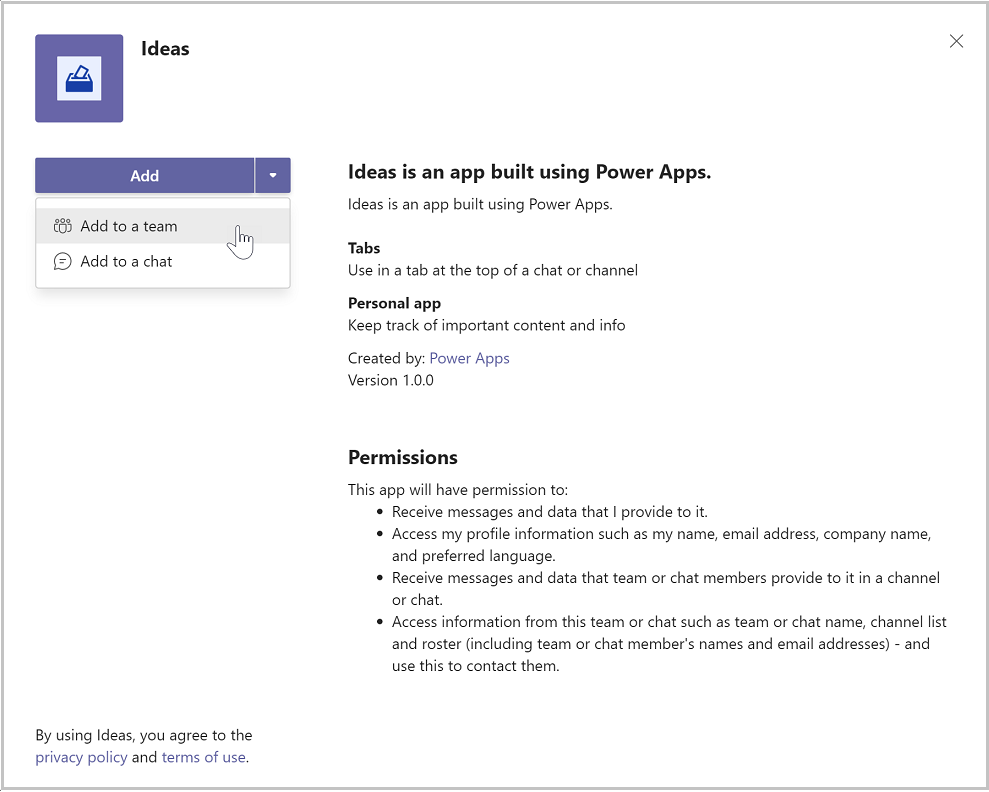 Ideas
Add
Add to a team
Add to a chat
Ideas is an app built using Power Apps.
Ideas is an app built using Power Apps.
Tabs
Use in a tab at the top of a chat or channel
Personal app
Keep track of important content and info
Created by: Power Apps
Version 1.0.0
Permissions
This app will have permission to:
• Receive messages and data that I provide to it.
• Access my profile information such as my name, email address, company name,
and preferred language.
• Receive messages and data that team or chat members provide to it in a channel
or chat.
• Access information from this team or chat such as team or chat name, channel list
and roster (including team or chat member's names and email addresses) - and
use this to contact them.
By using Ideas, you agree to the
privacy policy and terms of use.